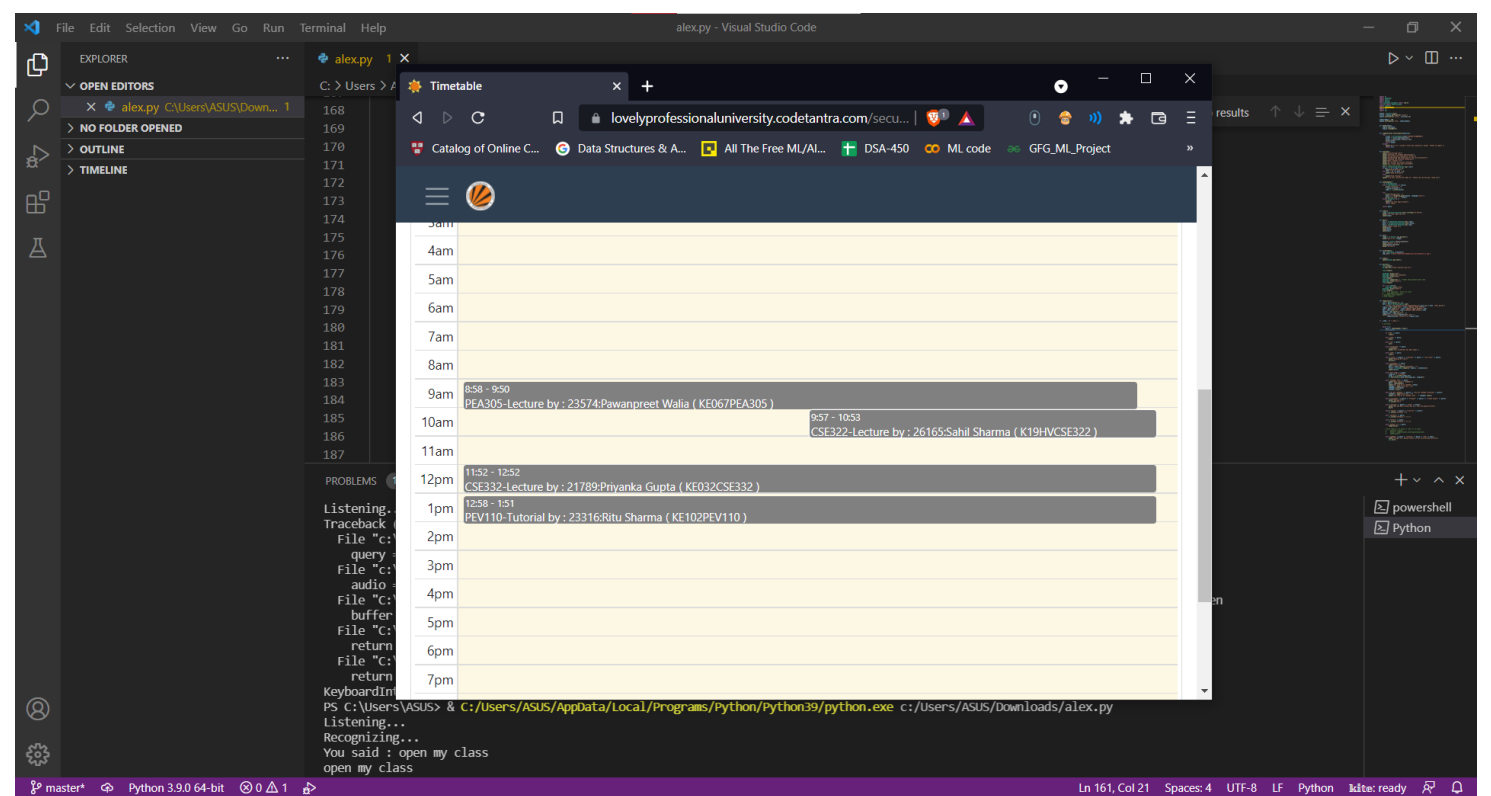 File Edit Selection View Go Run Terminal Help
alex.py - Visual Studio Code
EXPLORER
OPEN EDITORS
alex.py C:\Users\ASUS\Down... 1
NO FOLDER OPENED
OUTLINE
TIMELINE
alex.py 1
C: > Users > A
168
169
170
171
172
173
174
175
176
177
178
179
180
181
182
183
184
185
186
187
results
Timetable
lovelyprofessionaluniversity.codetantra.com/secu...
Catalog of Online C... Data Structures & A... All The Free ML/AI... DSA-450 ML code GFG_ML_Project »
3am
4am
5am
6am
7am
8am
9am
8:58 - 9:50
PEA305-Lecture by : 23574:Pawanpreet Walia ( KE067PEA305 )
10am
9:57 - 10:53
CSE322-Lecture by : 26165:Sahil Sharma ( K19HVCSE322 )
11am
12pm
11:52 - 12:52
CSE332-Lecture by : 21789:Priyanka Gupta ( KE032CSE332 )
1pm
12:58 - 1:51
PEV110-Tutorial by : 23316:Ritu Sharma ( KE102PEV110 )
2pm
3pm
4pm
5pm
6pm
7pm
PROBLEMS 1
powershell
Python
Listening..
Traceback (
File "c:\
query =
File "c:\
audio =
File "C:\
en
buffer
File "C:\
return
File "C:\
return
KeyboardInt
PS C:\Users\ASUS> & C:/Users/ASUS/AppData/Local/Programs/Python/Python39/python.exe c:/Users/ASUS/Downloads/alex.py
Listening...
Recognizing...
You said : open my class
open my class
master* Python 3.9.0 64-bit 0 1
Ln 161, Col 21 Spaces: 4 UTF-8 LF Python kite: ready